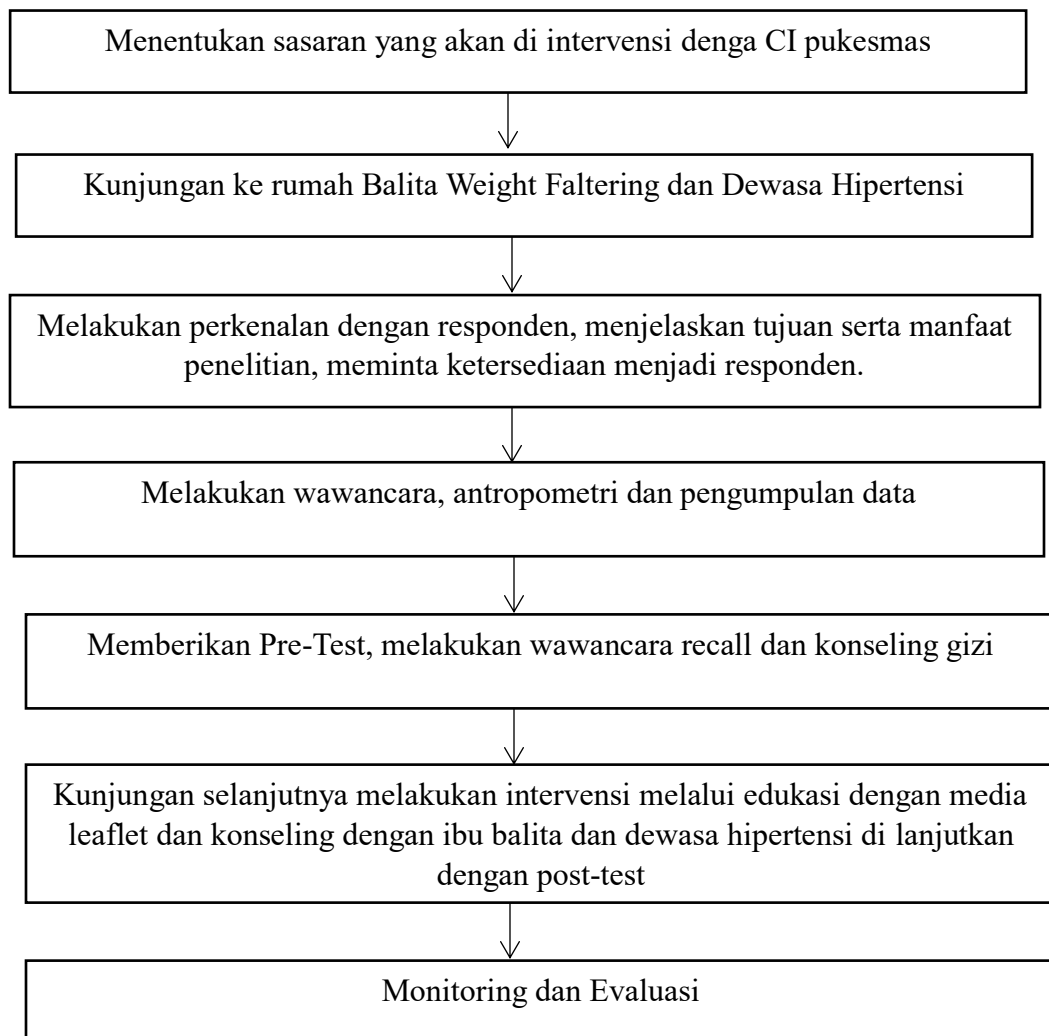 Menentukan sasaran yang akan di intervensi denga CI pukesmas
Kunjungan ke rumah Balita Weight Faltering dan Dewasa Hipertensi
Melakukan perkenalan dengan responden, menjelaskan tujuan serta manfaat
penelitian, meminta ketersediaan menjadi responden.
Melakukan wawancara, antropometri dan pengumpulan data
Memberikan Pre-Test, melakukan wawancara recall dan konseling gizi
Kunjungan selanjutnya melakukan intervensi melalui edukasi dengan media
leaflet dan konseling dengan ibu balita dan dewasa hipertensi di lanjutkan
dengan post-test
Monitoring dan Evaluasi